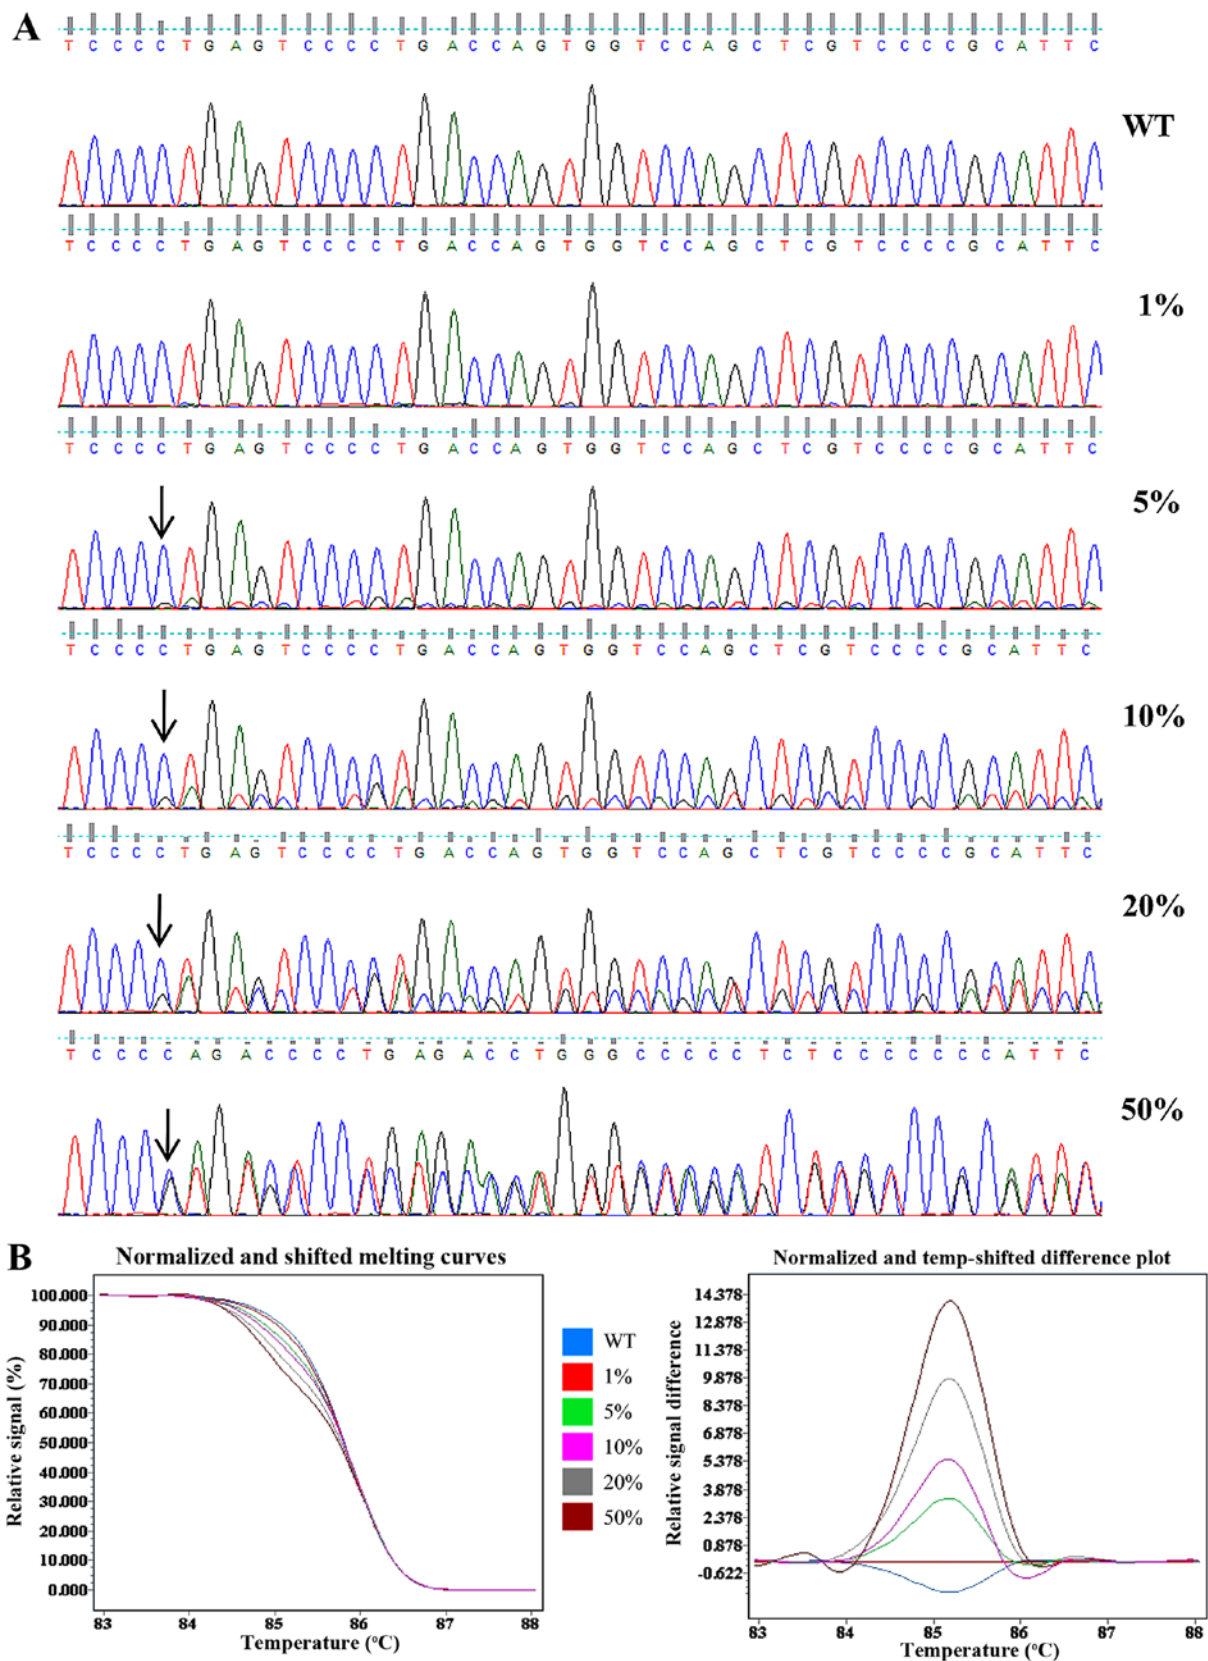 A
T C C C C T G A G T C C C C T G A C C A G T G G T C C A G C T C G T C C C C G C A T T C
WT
T C C C C T G A G T C C C C T G A C C A G T G G T C C A G C T C G T C C C C G C A T T C
1%
T C C C C T G A G T C C C C T G A C C A G T G G T C C A G C T C G T C C C C G C A T T C
5%
T C C C C T G A G T C C C C T G A C C A G T G G T C C A G C T C G T C C C C G C A T T C
10%
T C C C C T G A G T C C C C T G A C C A G T G G T C C A G C T C G T C C C C G C A T T C
20%
T C C C C A G A C C C C T G A G A C C T G G G C C C C C T C T C C C C C C C A T T C
50%
B
Normalized and shifted melting curves
Relative signal (%)
100.000
90.000
80.000
70.000
60.000
50.000
40.000
30.000
20.000
10.000
0.000
83 84 85 86 87 88
Temperature (°C)
WT
1%
5%
10%
20%
50%
Normalized and temp-shifted difference plot
Relative signal difference
14.378
12.878
11.378
9.878
8.378
6.878
5.378
3.878
2.378
0.878
-0.622
83 84 85 86 87 88
Temperature (°C)